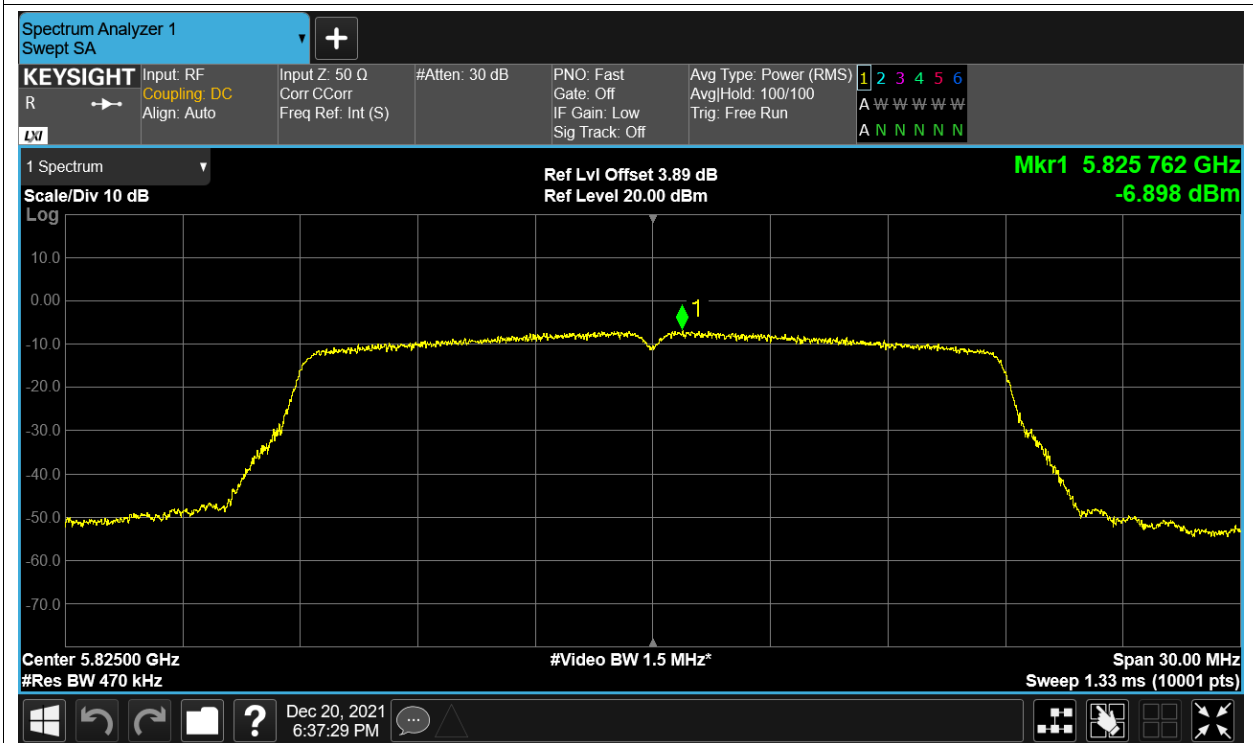 Spectrum Analyzer 1
Swept SA
+
KEYSIGHT
R
LXI
Input: RF
Coupling: DC
Align: Auto
Input Z: 50 Ω
Corr CCorr
Freq Ref: Int (S)
#Atten: 30 dB
PNO: Fast
Gate: Off
IF Gain: Low
Sig Track: Off
Avg Type: Power (RMS)
Avg|Hold: 100/100
Trig: Free Run
1 2 3 4 5 6
A W W W W W
A N N N N N
1 Spectrum
Scale/Div 10 dB
Log
Ref Lvl Offset 3.89 dB
Ref Level 20.00 dBm
Mkr1 5.825 762 GHz
-6.898 dBm
10.0
0.00
1
-10.0
-20.0
-30.0
-40.0
-50.0
-60.0
-70.0
Center 5.82500 GHz
#Res BW 470 kHz
#Video BW 1.5 MHz*
Span 30.00 MHz
Sweep 1.33 ms (10001 pts)
?
Dec 20, 2021
6:37:29 PM